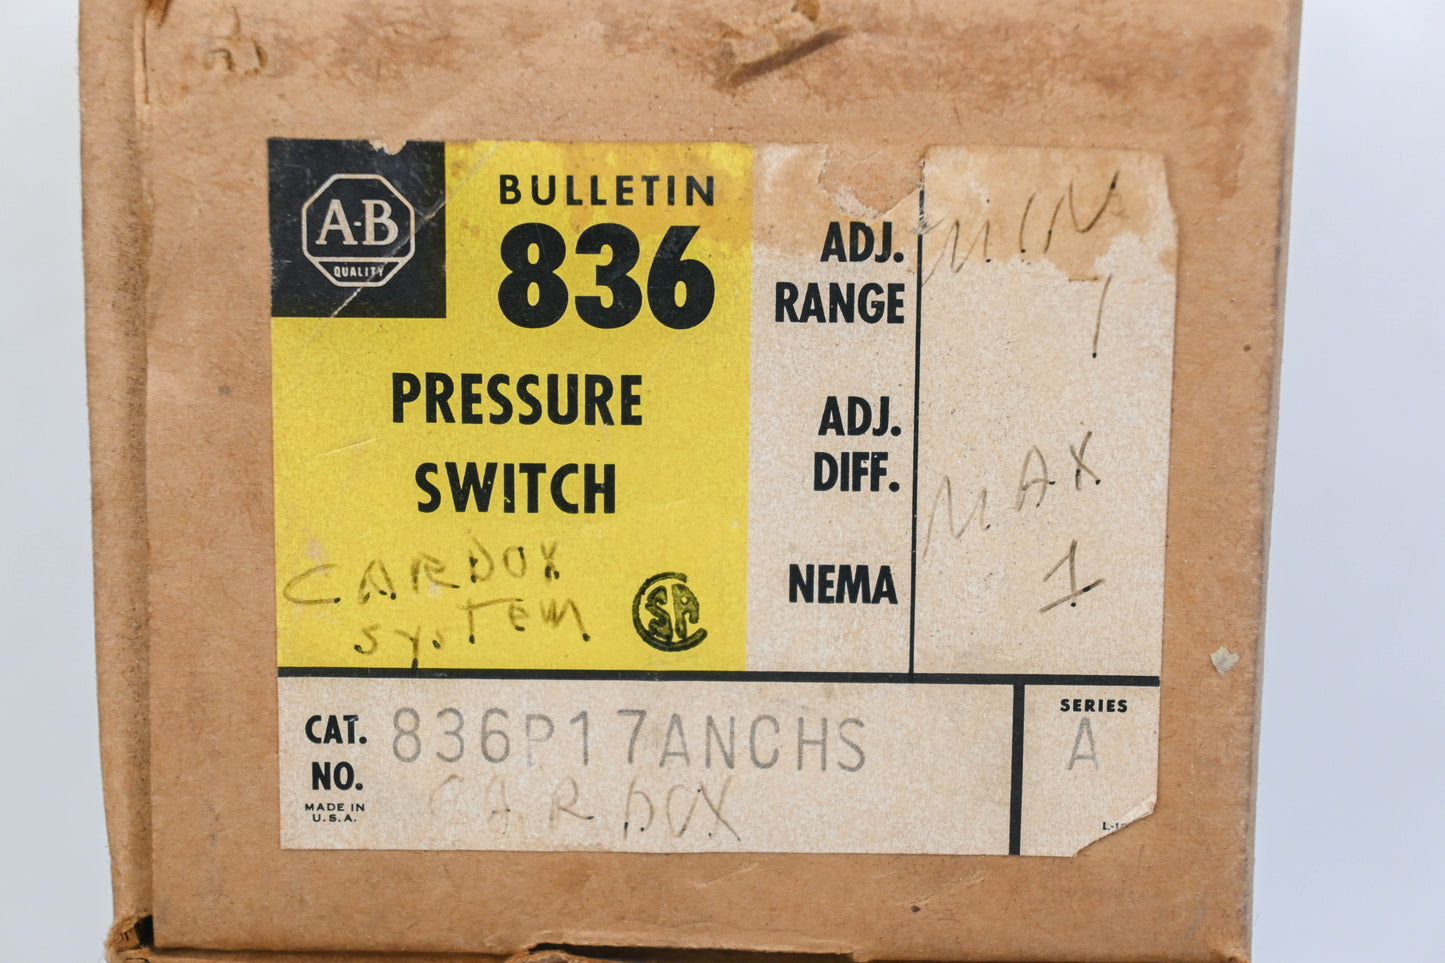 A-B
QUALITY
BULLETIN
836
PRESSURE
SWITCH
CARDOX
SYSTEM
SA
ADJ.
RANGE
MIN
1
ADJ.
DIFF.
MAX
1
NEMA
CAT.
NO.
836P17ANCHS
CARDOX
MADE IN
U.S.A.
SERIES
A